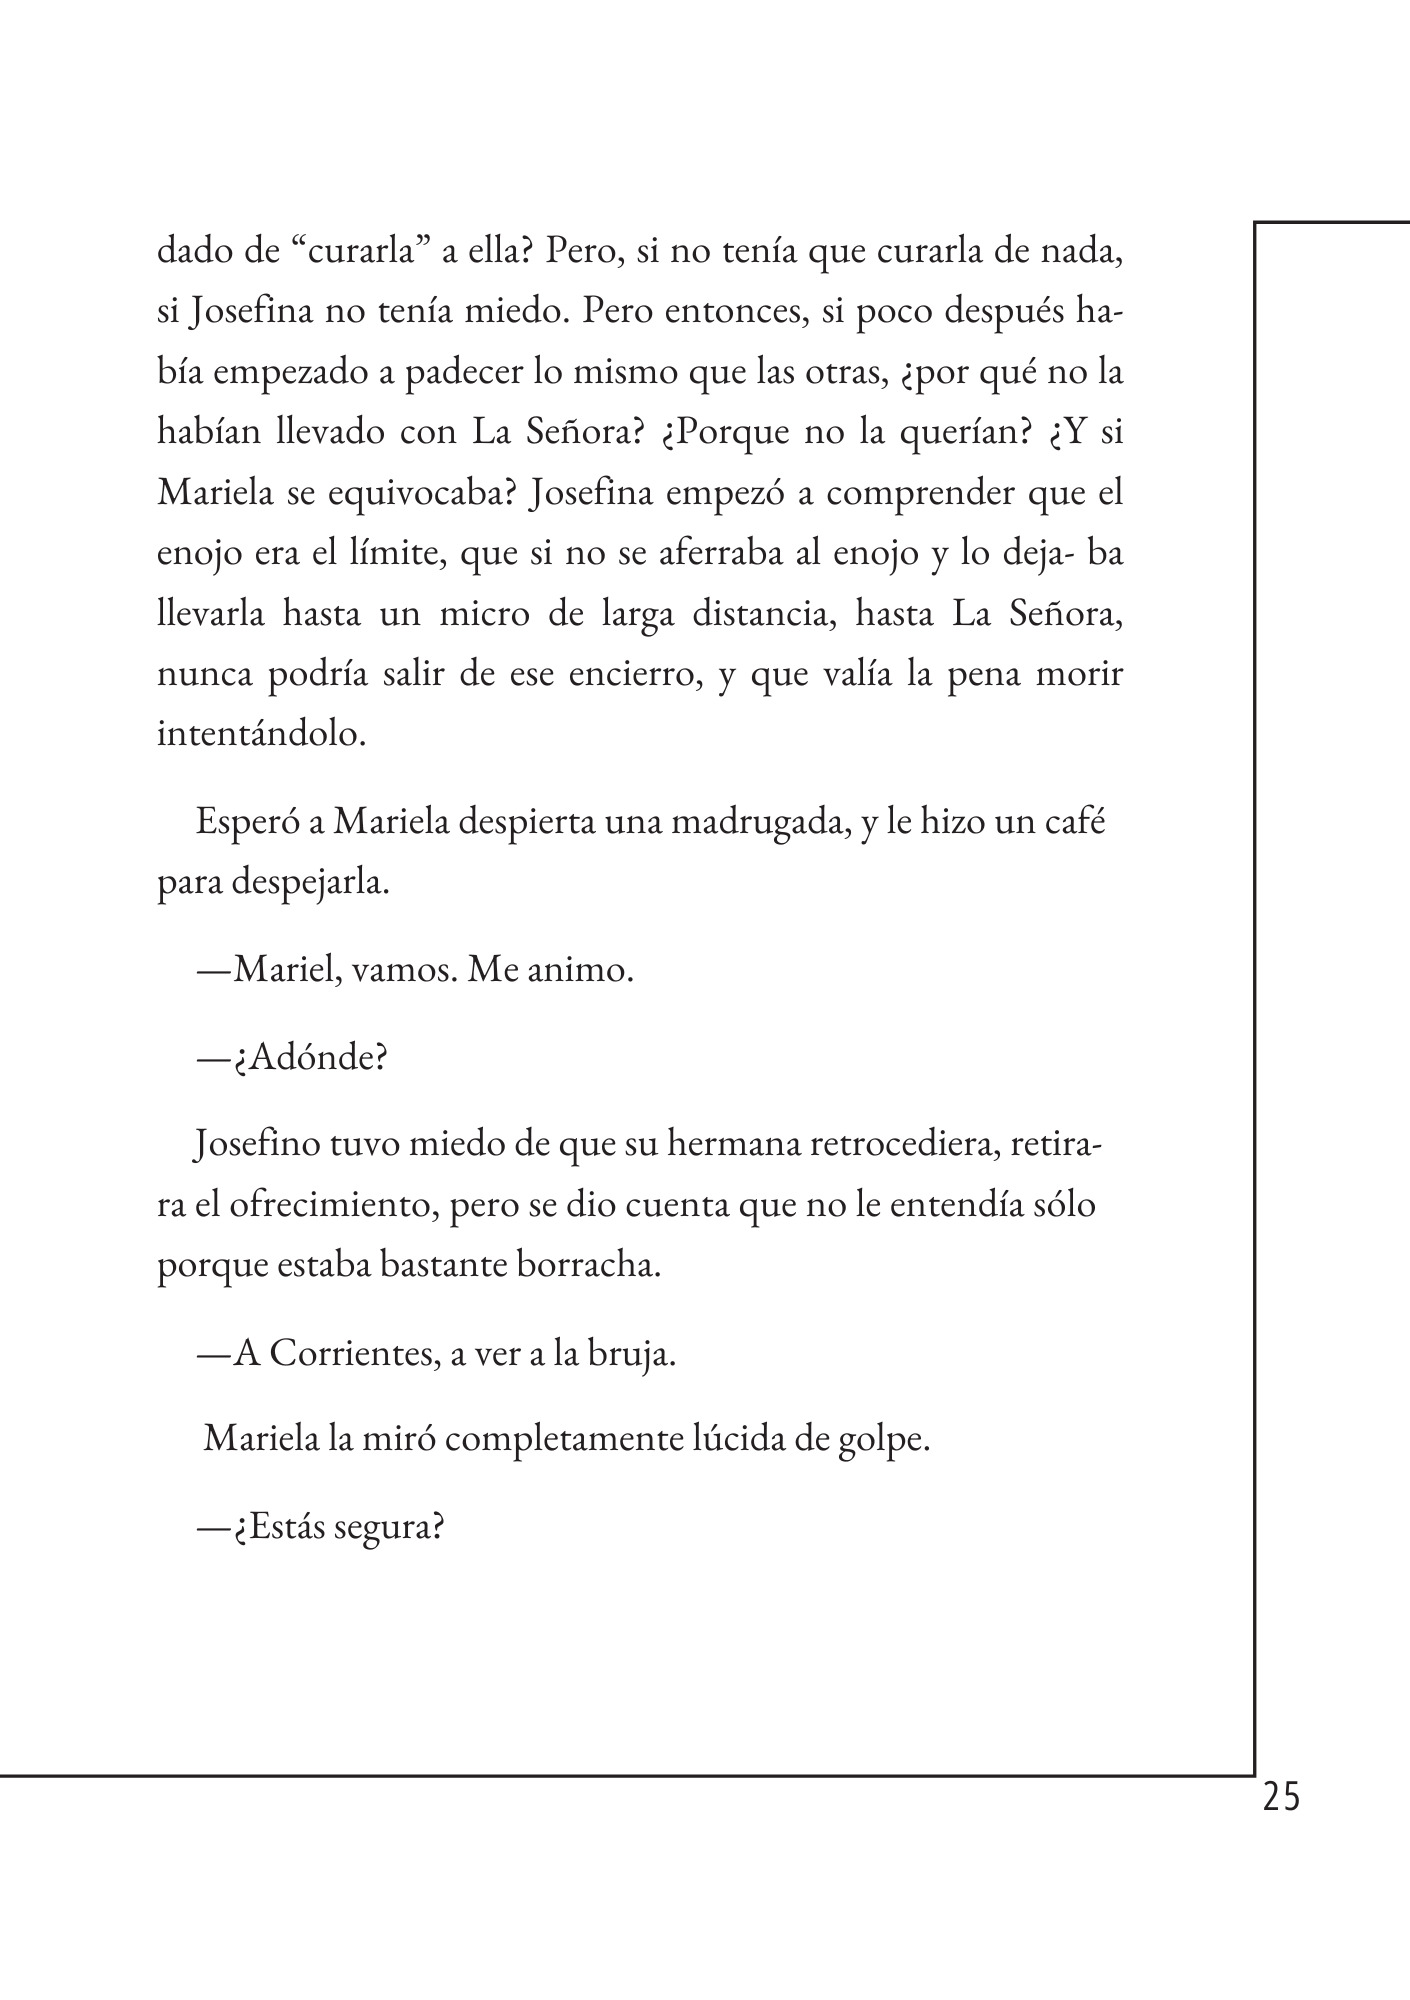 dado de “curarla” a ella? Pero, si no tenía que curarla de nada,
si Josefina no tenía miedo. Pero entonces, si poco después ha-
bía empezado a padecer lo mismo que las otras, ¿por qué no la
habían llevado con La Señora? ¿Porque no la querían? ¿Y si
Mariela se equivocaba? Josefina empezó a comprender que el
enojo era el límite, que si no se aferraba al enojo y lo deja- ba
llevarla hasta un micro de larga distancia, hasta La Señora,
nunca podría salir de ese encierro, y que valía la pena morir
intentándolo.
Esperó a Mariela despierta una madrugada, y le hizo un café
para despejarla.
—Mariel, vamos. Me animo.
—¿Adónde?
Josefino tuvo miedo de que su hermana retrocediera, retira-
ra el ofrecimiento, pero se dio cuenta que no le entendía sólo
porque estaba bastante borracha.
—A Corrientes, a ver a la bruja.
Mariela la miró completamente lúcida de golpe.
—¿Estás segura?
25